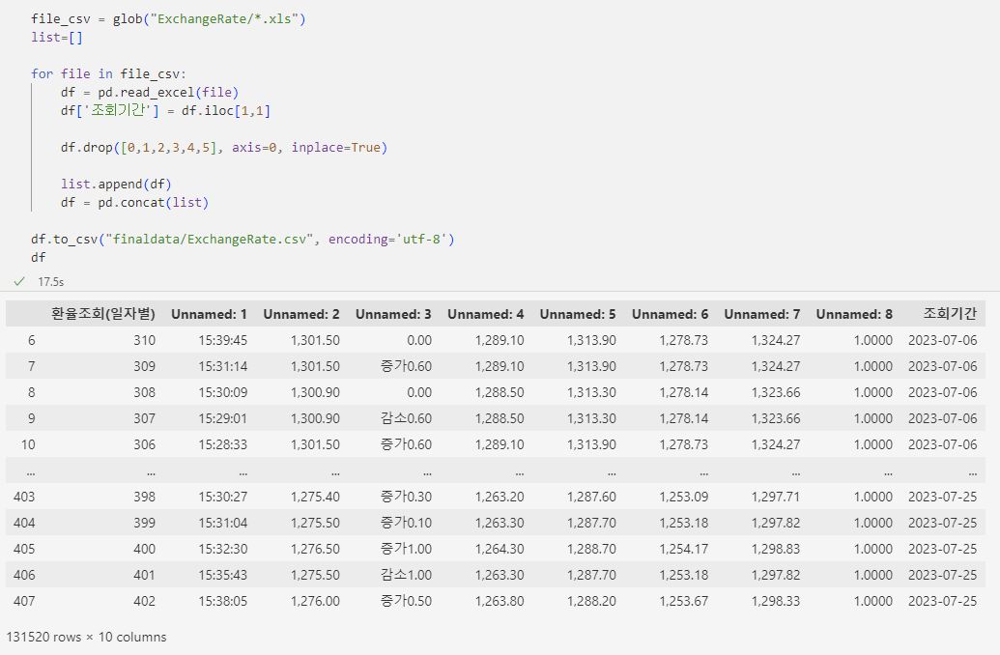 file_csv = glob("ExchangeRate/*.xls")
list=[]
for file in file_csv:
df = pd.read_excel(file)
df['조회기간'] = df.iloc[1,1]
df.drop([0,1,2,3,4,5], axis=0, inplace=True)
list.append(df)
df = pd.concat(list)
df.to_csv("finaldata/ExchangeRate.csv", encoding='utf-8')
df
17.5s
환율조회(일자별) Unnamed: 1 Unnamed: 2 Unnamed: 3 Unnamed: 4 Unnamed: 5 Unnamed: 6 Unnamed: 7 Unnamed: 8 조회기간
6 310 15:39:45 1,301.50 0.00 1,289.10 1,313.90 1,278.73 1,324.27 1.0000 2023-07-06
7 309 15:31:14 1,301.50 증가0.60 1,289.10 1,313.90 1,278.73 1,324.27 1.0000 2023-07-06
8 308 15:30:09 1,300.90 0.00 1,288.50 1,313.30 1,278.14 1,323.66 1.0000 2023-07-06
9 307 15:29:01 1,300.90 감소0.60 1,288.50 1,313.30 1,278.14 1,323.66 1.0000 2023-07-06
10 306 15:28:33 1,301.50 증가0.60 1,289.10 1,313.90 1,278.73 1,324.27 1.0000 2023-07-06
... ... ... ... ... ... ... ... ... ... ...
403 398 15:30:27 1,275.40 증가0.30 1,263.20 1,287.60 1,253.09 1,297.71 1.0000 2023-07-25
404 399 15:31:04 1,275.50 증가0.10 1,263.30 1,287.70 1,253.18 1,297.82 1.0000 2023-07-25
405 400 15:32:30 1,276.50 증가1.00 1,264.30 1,288.70 1,254.17 1,298.83 1.0000 2023-07-25
406 401 15:35:43 1,275.50 감소1.00 1,263.30 1,287.70 1,253.18 1,297.82 1.0000 2023-07-25
407 402 15:38:05 1,276.00 증가0.50 1,263.80 1,288.20 1,253.67 1,298.33 1.0000 2023-07-25
131520 rows × 10 columns